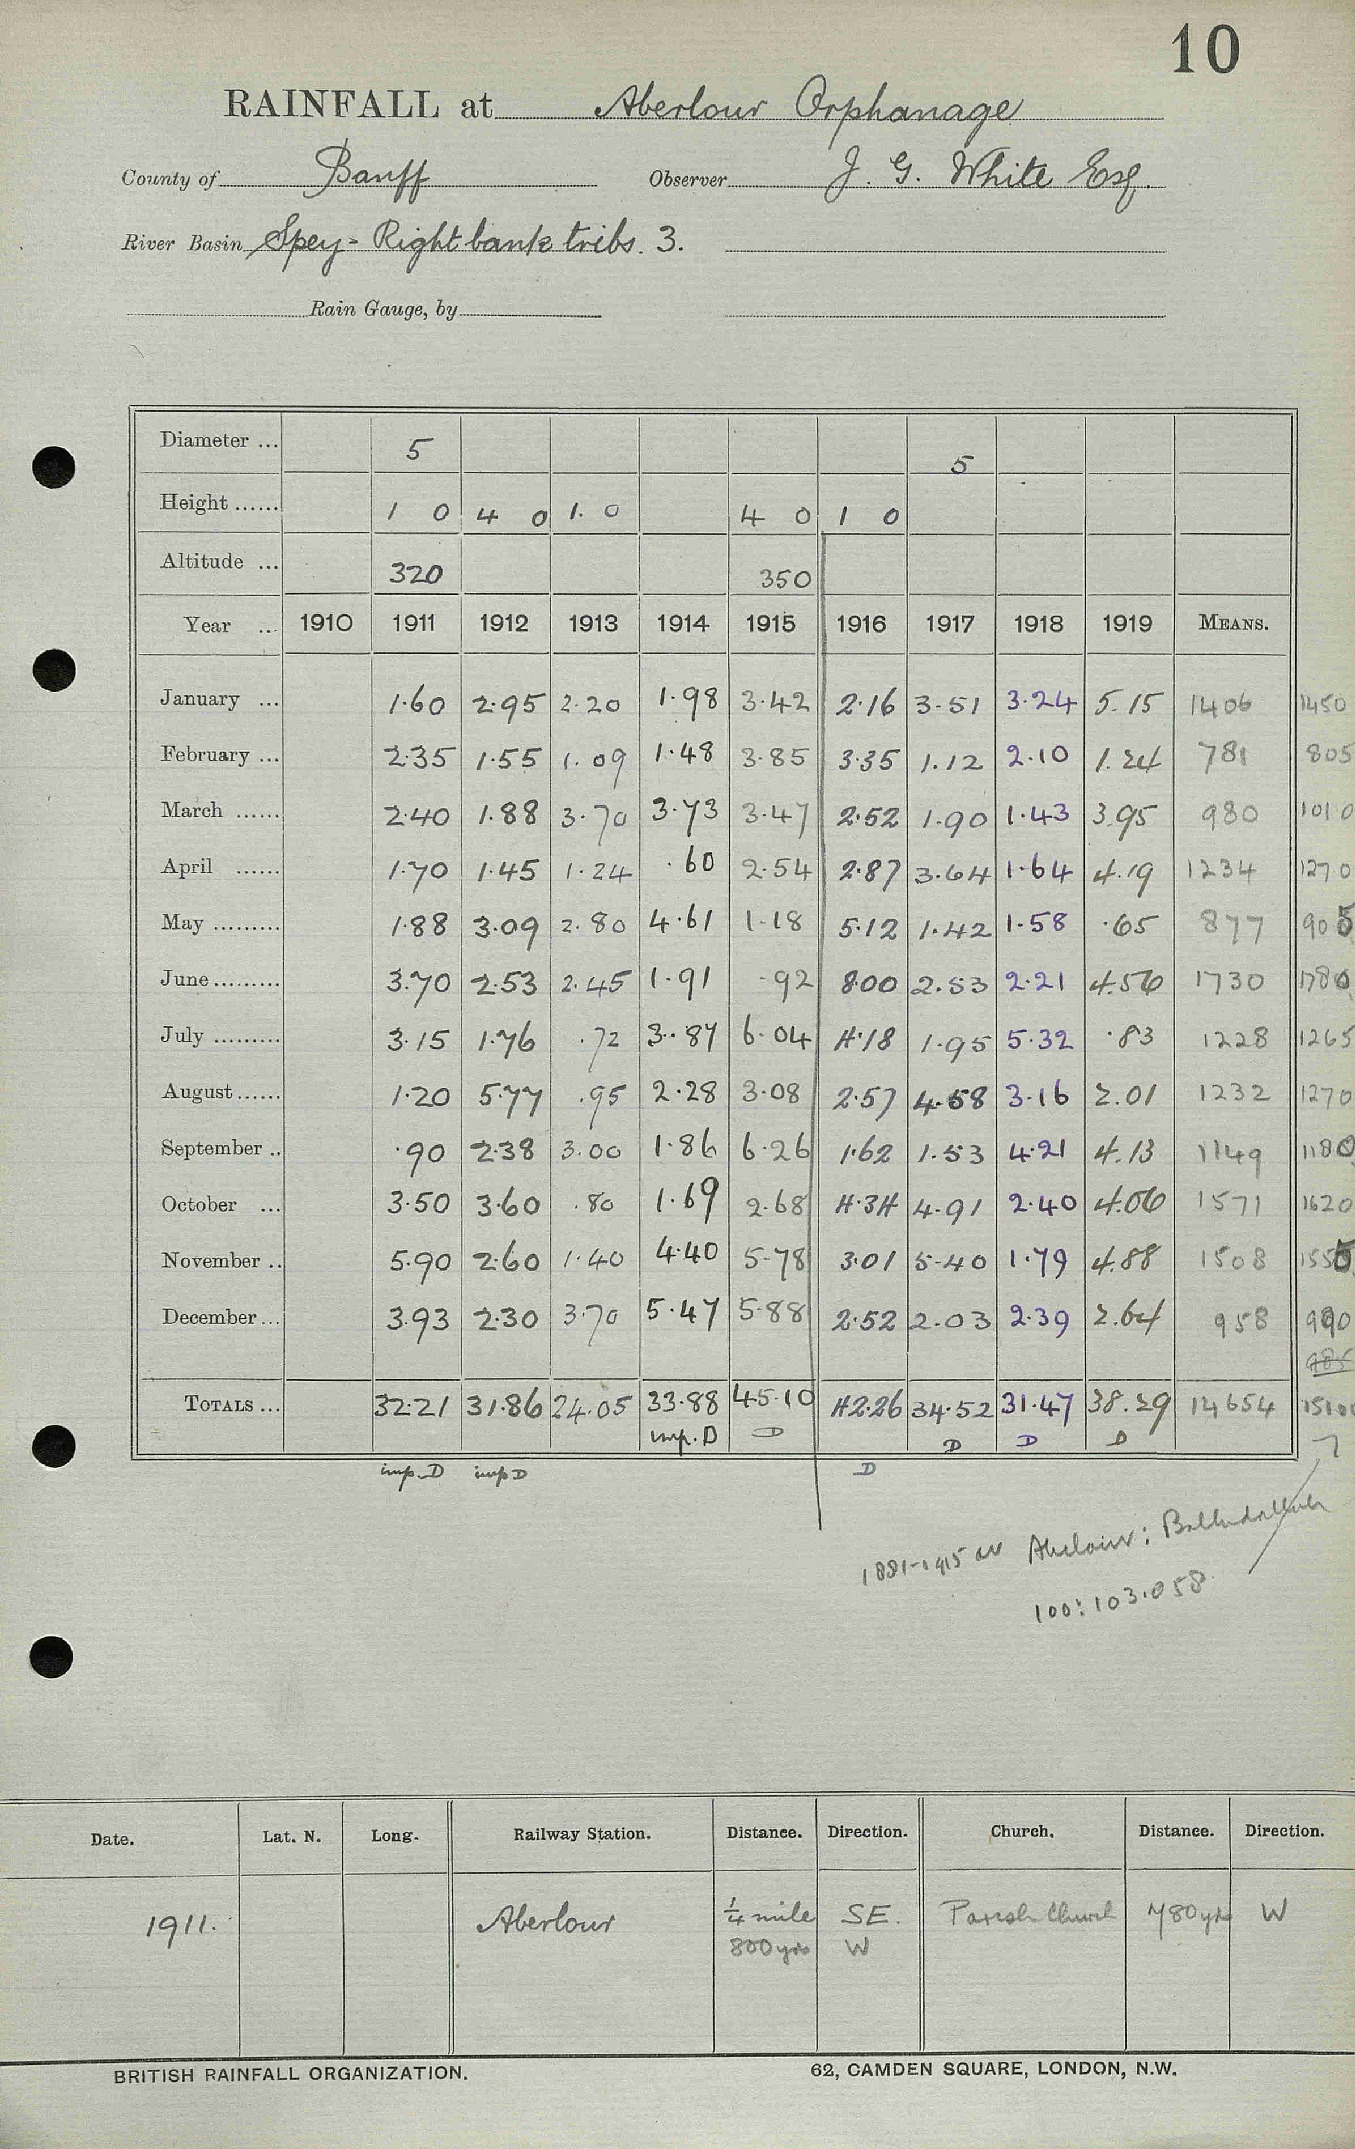 10
RAINFALL at Aberlour Orphanage
County of Banff Observer J. G. White Esq.
River Basin Spey - Right bank tribs. 3.
Rain Gauge, by
Diameter ... 5 5
Height ...... 1 0 4 0 1. 0 4 0 1 0
Altitude ... 320 350
Year ... 1910 1911 1912 1913 1914 1915 1916 1917 1918 1919 MEANS.
January ... 1.60 2.95 2.20 1.98 3.42 2.16 3.51 3.24 5.15 1406 1450
February ... 2.35 1.55 1.09 1.48 3.85 3.35 1.12 2.10 1.24 781 805
March ...... 2.40 1.88 3.70 3.73 3.47 2.52 1.90 1.43 3.95 980 1010
April ...... 1.70 1.45 1.24 .60 2.54 2.87 3.64 1.64 4.19 1234 1270
May ......... 1.88 3.09 2.80 4.61 1.18 5.12 1.42 1.58 .65 877 905
June ......... 3.70 2.53 2.45 1.91 .92 8.00 2.53 2.21 4.56 1730 1780
July ......... 3.15 1.76 .72 3.87 6.04 4.18 1.95 5.32 .83 1228 1265
August ...... 1.20 5.77 .95 2.28 3.08 2.57 4.58 3.16 2.01 1232 1270
September .. .90 2.38 3.00 1.86 6.26 1.62 1.53 4.21 4.13 1149 1180
October ... 3.50 3.60 .80 1.69 2.68 4.34 4.91 2.40 4.06 1571 1620
November .. 5.90 2.60 1.40 4.40 5.78 3.01 5.40 1.79 4.88 1508 1555
December ... 3.93 2.30 3.70 5.47 5.88 2.52 2.03 2.39 2.64 958 990
985
TOTALS ... 32.21 31.86 24.05 33.88 45.10 42.26 34.52 31.47 38.29 14654 15100
imp. D D D D D
imp. D imp D D
1881-1915 av Aberlour: Ballindalloch
100: 103.058
Date. Lat. N. Long. Railway Station. Distance. Direction. Church. Distance. Direction.
1911. Aberlour ¼ mile SE. Parish Church 780 yds W
800 yds W
BRITISH RAINFALL ORGANIZATION. 62, CAMDEN SQUARE, LONDON, N.W.